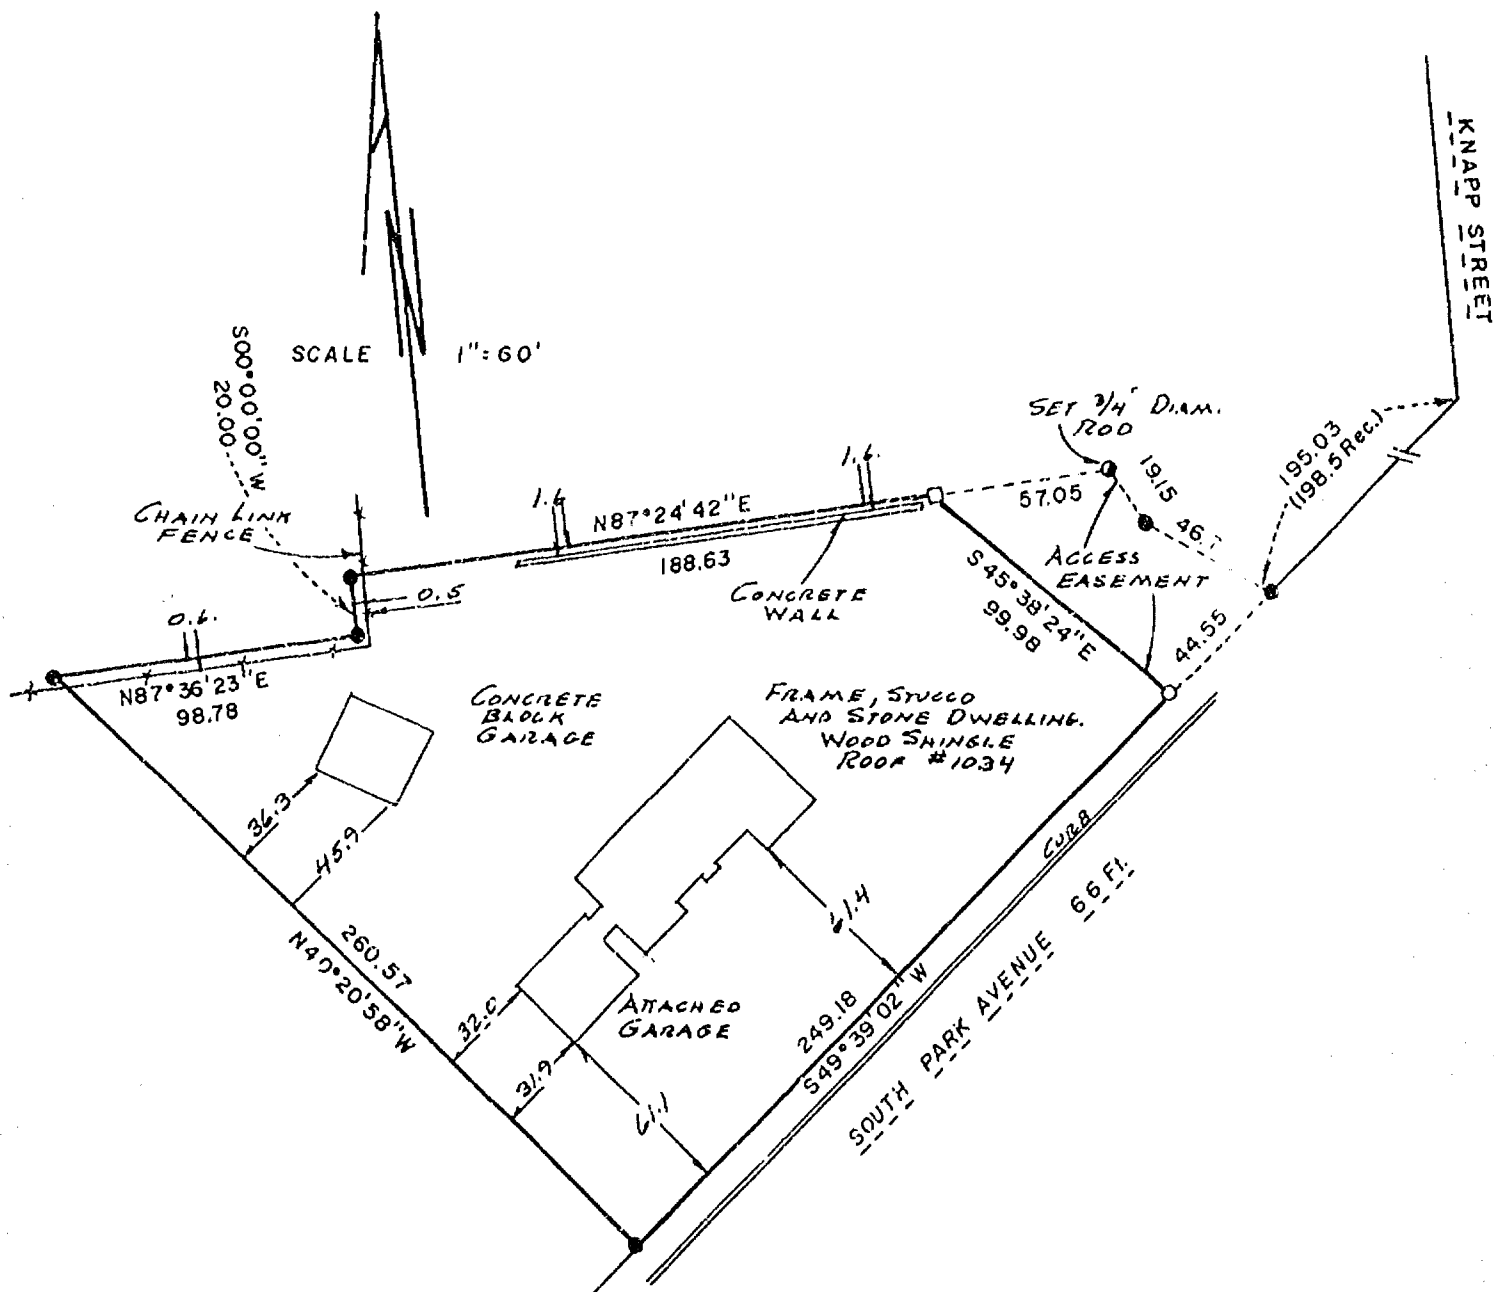 KNAPP STREET
S00°00'00" W
20.00
SCALE 1":60'
SET 3/4" DIAM.
ROD
195.03
(198.5 Rec.)
19.15
46.
57.05
1.6
1.6
N87°24'42"E
188.63
CHAIN LINK
FENCE
0.5
0.6
CONCRETE
WALL
ACCESS
EASEMENT
S45°38'24"E
99.98
44.55
N87°36'23"E
98.78
CONCRETE
BLOCK
GARAGE
FRAME, STUCCO
AND STONE DWELLING.
WOOD SHINGLE
ROOF #1034
36.3
45.9
CURB
66 Ft.
61.4
260.57
N40°20'58"W
32.0
ATTACHED
GARAGE
31.9
61.1
249.18
S49°39'02"W
SOUTH PARK AVENUE